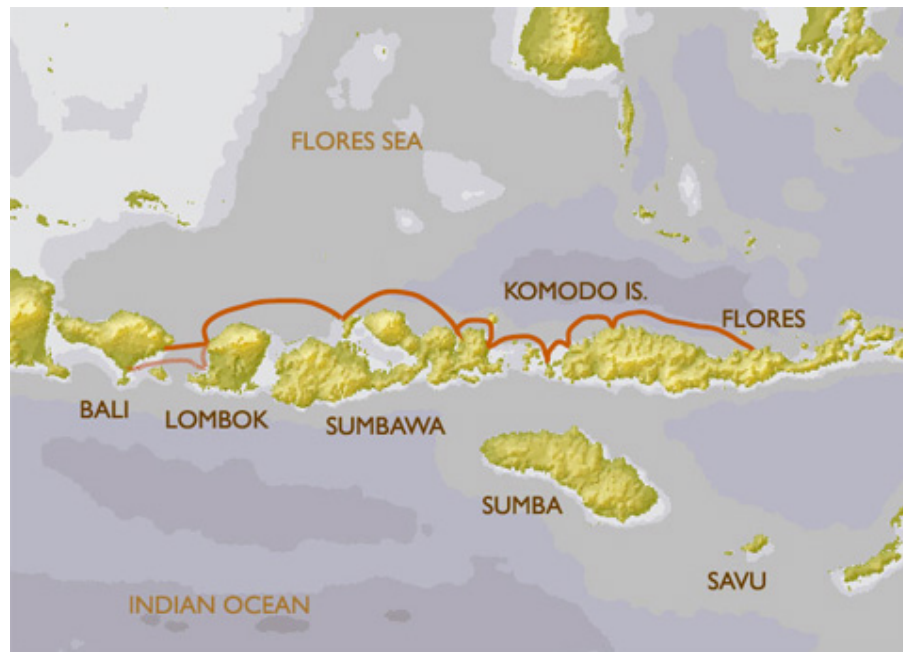 FLORES SEA
KOMODO IS.
FLORES
BALI
LOMBOK
SUMBAWA
SUMBA
SAVU
INDIAN OCEAN